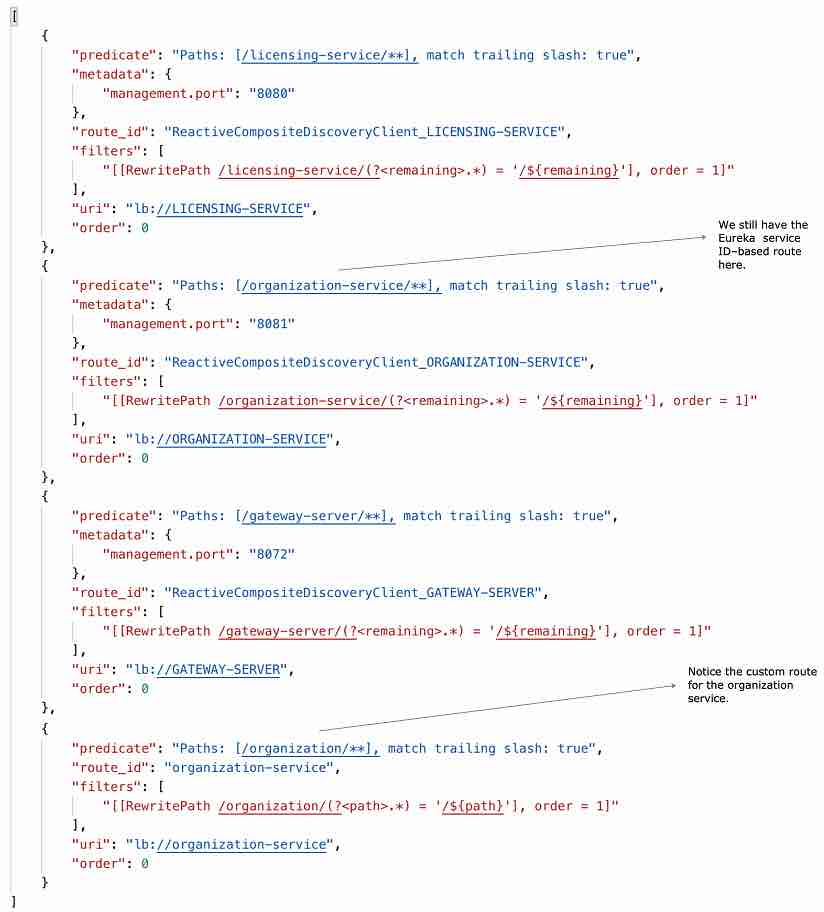 [
{
"predicate": "Paths: [/licensing-service/**], match trailing slash: true",
"metadata": {
"management.port": "8080"
},
"route_id": "ReactiveCompositeDiscoveryClient_LICENSING-SERVICE",
"filters": [
"[[RewritePath /licensing-service/(?<remaining>.*) = '/${remaining}'], order = 1]"
],
"uri": "lb://LICENSING-SERVICE",
"order": 0
},
We still have the
Eureka service
ID-based route
here.
{
"predicate": "Paths: [/organization-service/**], match trailing slash: true",
"metadata": {
"management.port": "8081"
},
"route_id": "ReactiveCompositeDiscoveryClient_ORGANIZATION-SERVICE",
"filters": [
"[[RewritePath /organization-service/(?<remaining>.*) = '/${remaining}'], order = 1]"
],
"uri": "lb://ORGANIZATION-SERVICE",
"order": 0
},
{
"predicate": "Paths: [/gateway-server/**], match trailing slash: true",
"metadata": {
"management.port": "8072"
},
"route_id": "ReactiveCompositeDiscoveryClient_GATEWAY-SERVER",
"filters": [
"[[RewritePath /gateway-server/(?<remaining>.*) = '/${remaining}'], order = 1]"
],
"uri": "lb://GATEWAY-SERVER",
"order": 0
},
Notice the custom route
for the organization
service.
{
"predicate": "Paths: [/organization/**], match trailing slash: true",
"route_id": "organization-service",
"filters": [
"[[RewritePath /organization/(?<path>.*) = '/${path}'], order = 1]"
],
"uri": "lb://organization-service",
"order": 0
}
]